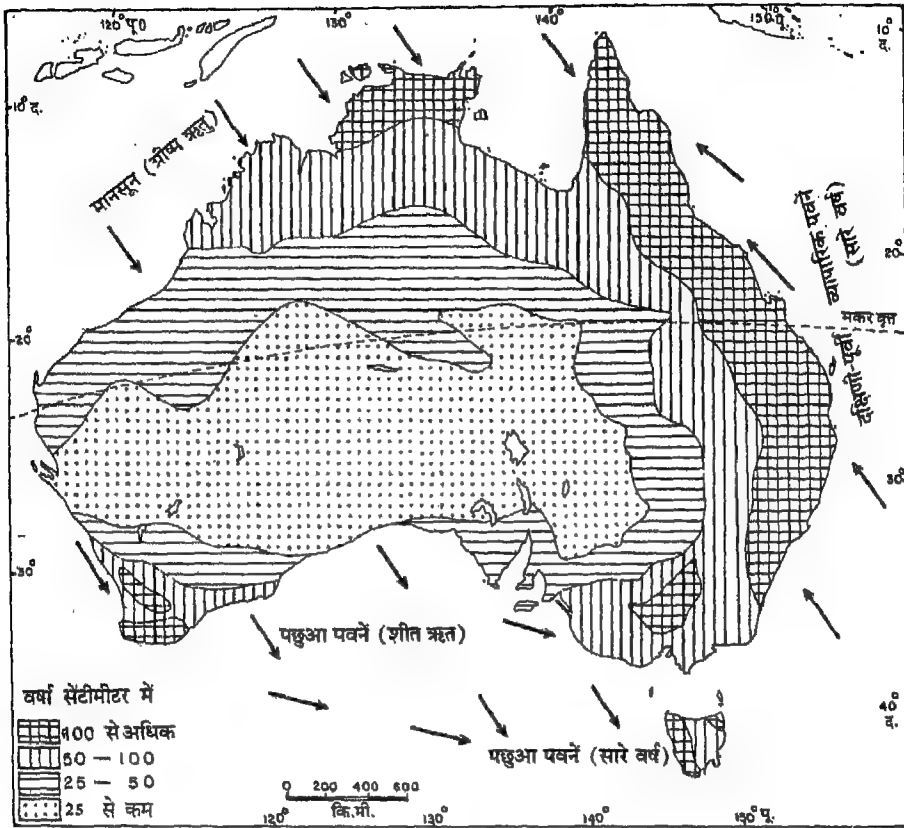 120° पू०
130°
140°
150 पू.
10°
द.
10° द.
मानसून (ग्रीष्म ऋतु)
दक्षिणी-पूर्वी व्यापारिक पवनें
(सारे वर्ष)
20°
मकर वृत्त
20°
30°
30°
पछुआ पवनें (शीत ऋत)
वर्षा सेंटीमीटर में
100 से अधिक
50 — 100
25 — 50
25 से कम
40°
द.
पछुआ पवनें (सारे वर्ष)
0 200 400 600
कि.मी.
120°
130°
140°
150° पू.